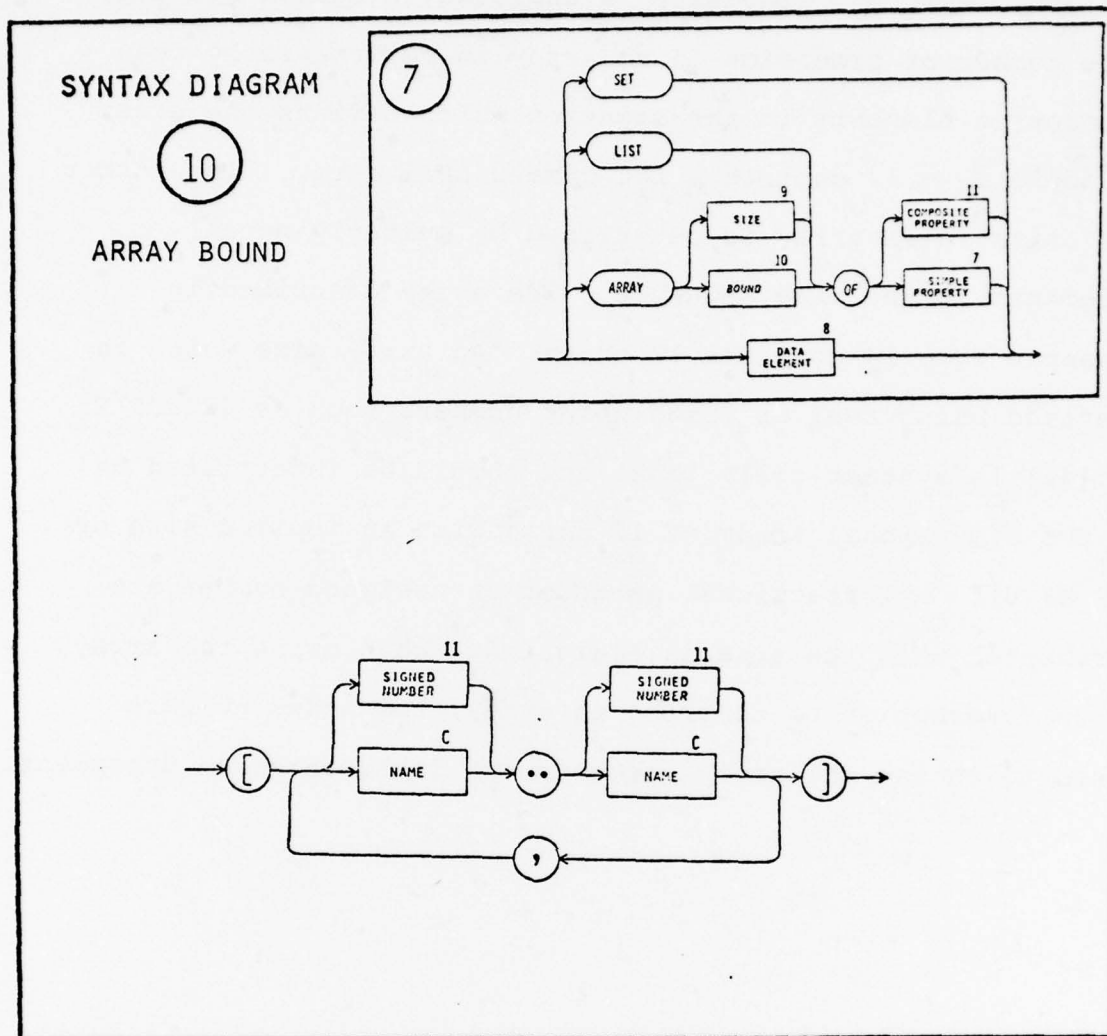 SYNTAX DIAGRAM
10
ARRAY BOUND
7
SET
LIST
9
SIZE
11
COMPOSITE
PROPERTY
ARRAY
10
BOUND
OF
7
SIMPLE
PROPERTY
8
DATA
ELEMENT
11
SIGNED
NUMBER
11
SIGNED
NUMBER
[
C
NAME
..
C
NAME
]
,